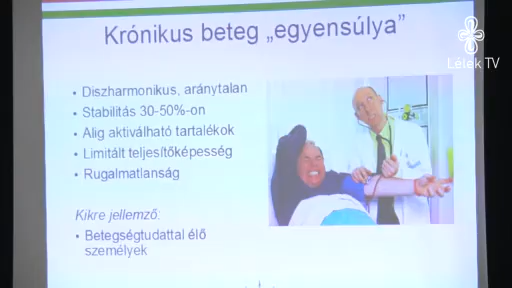 Krónikus beteg „egyensúlya”
Lélek TV
• Diszharmonikus, aránytalan
• Stabilitás 30-50%-on
• Alig aktiválható tartalékok
• Limitált teljesítőképesség
• Rugalmatlanság
Kikre jellemző:
• Betegségtudattal élő
személyek